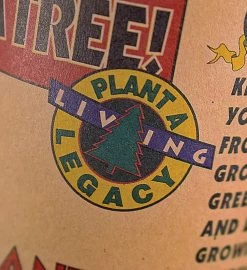 TREE!
PLANT A
LIVING
LEGACY
YO
FRO
GRO
GREE
AND
GROW